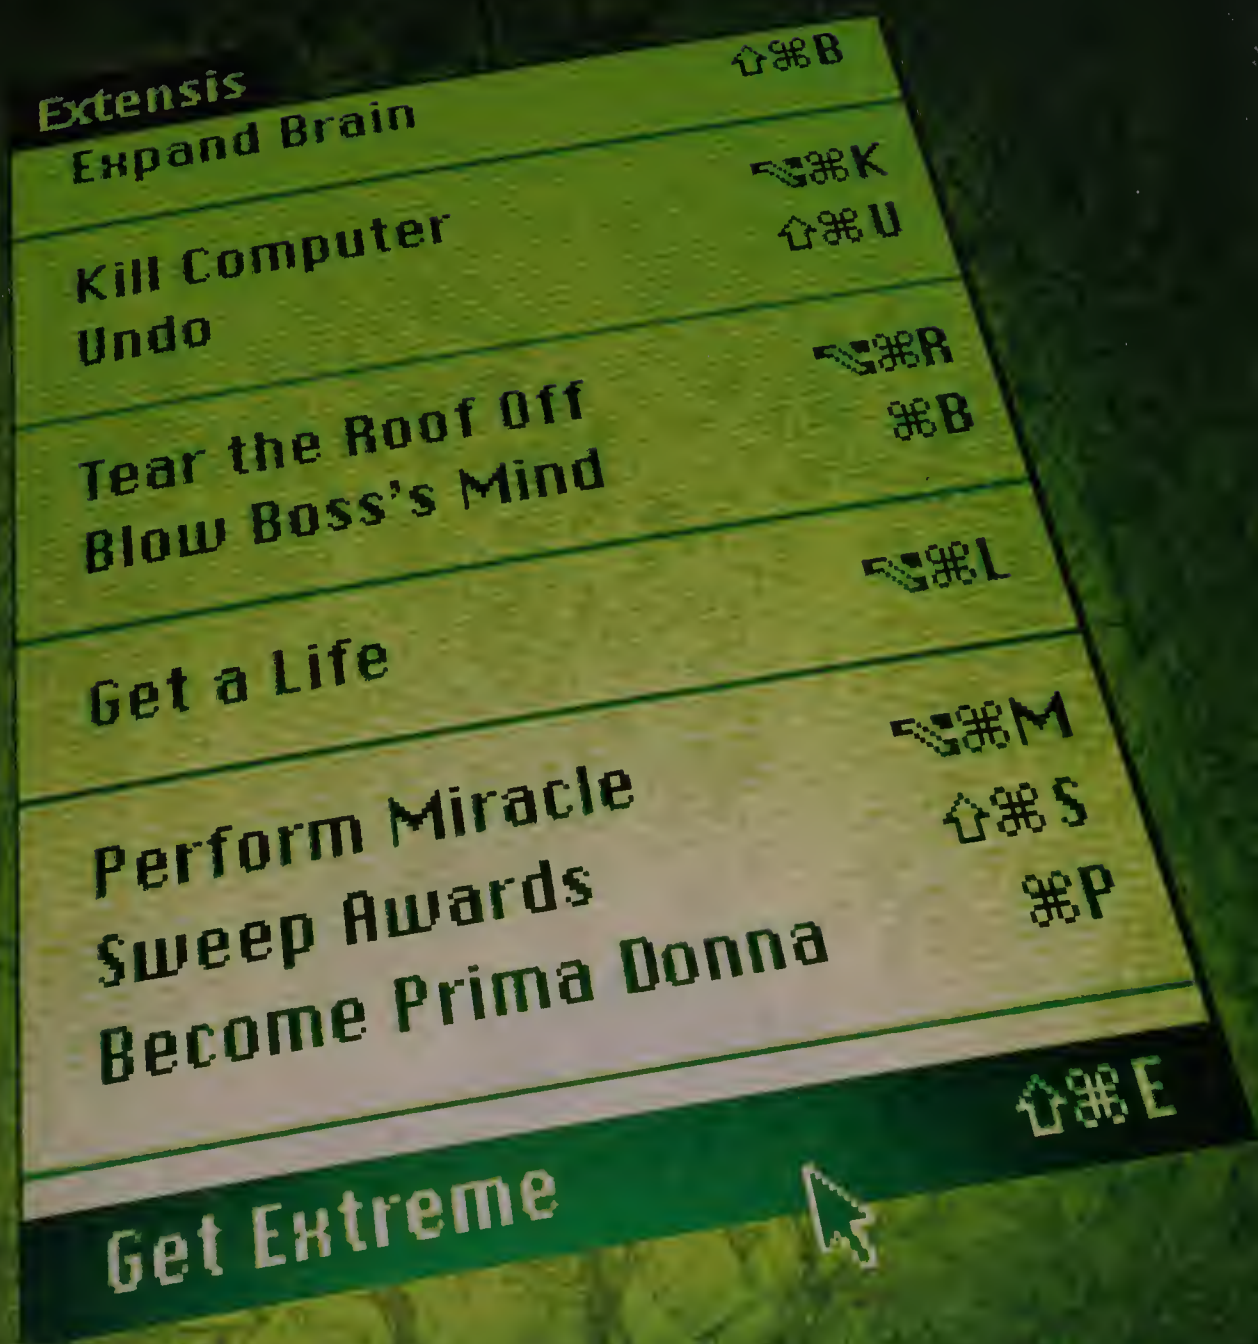 Extensis
Expand Brain ⇧⌘B
Kill Computer ⌥⌘K
Undo ⇧⌘U
Tear the Roof Off ⌥⌘R
Blow Boss's Mind ⌘B
Get a Life ⌥⌘L
Perform Miracle ⌥⌘M
Sweep Awards ⇧⌘S
Become Prima Donna ⌘P
Get Extreme ⇧⌘E